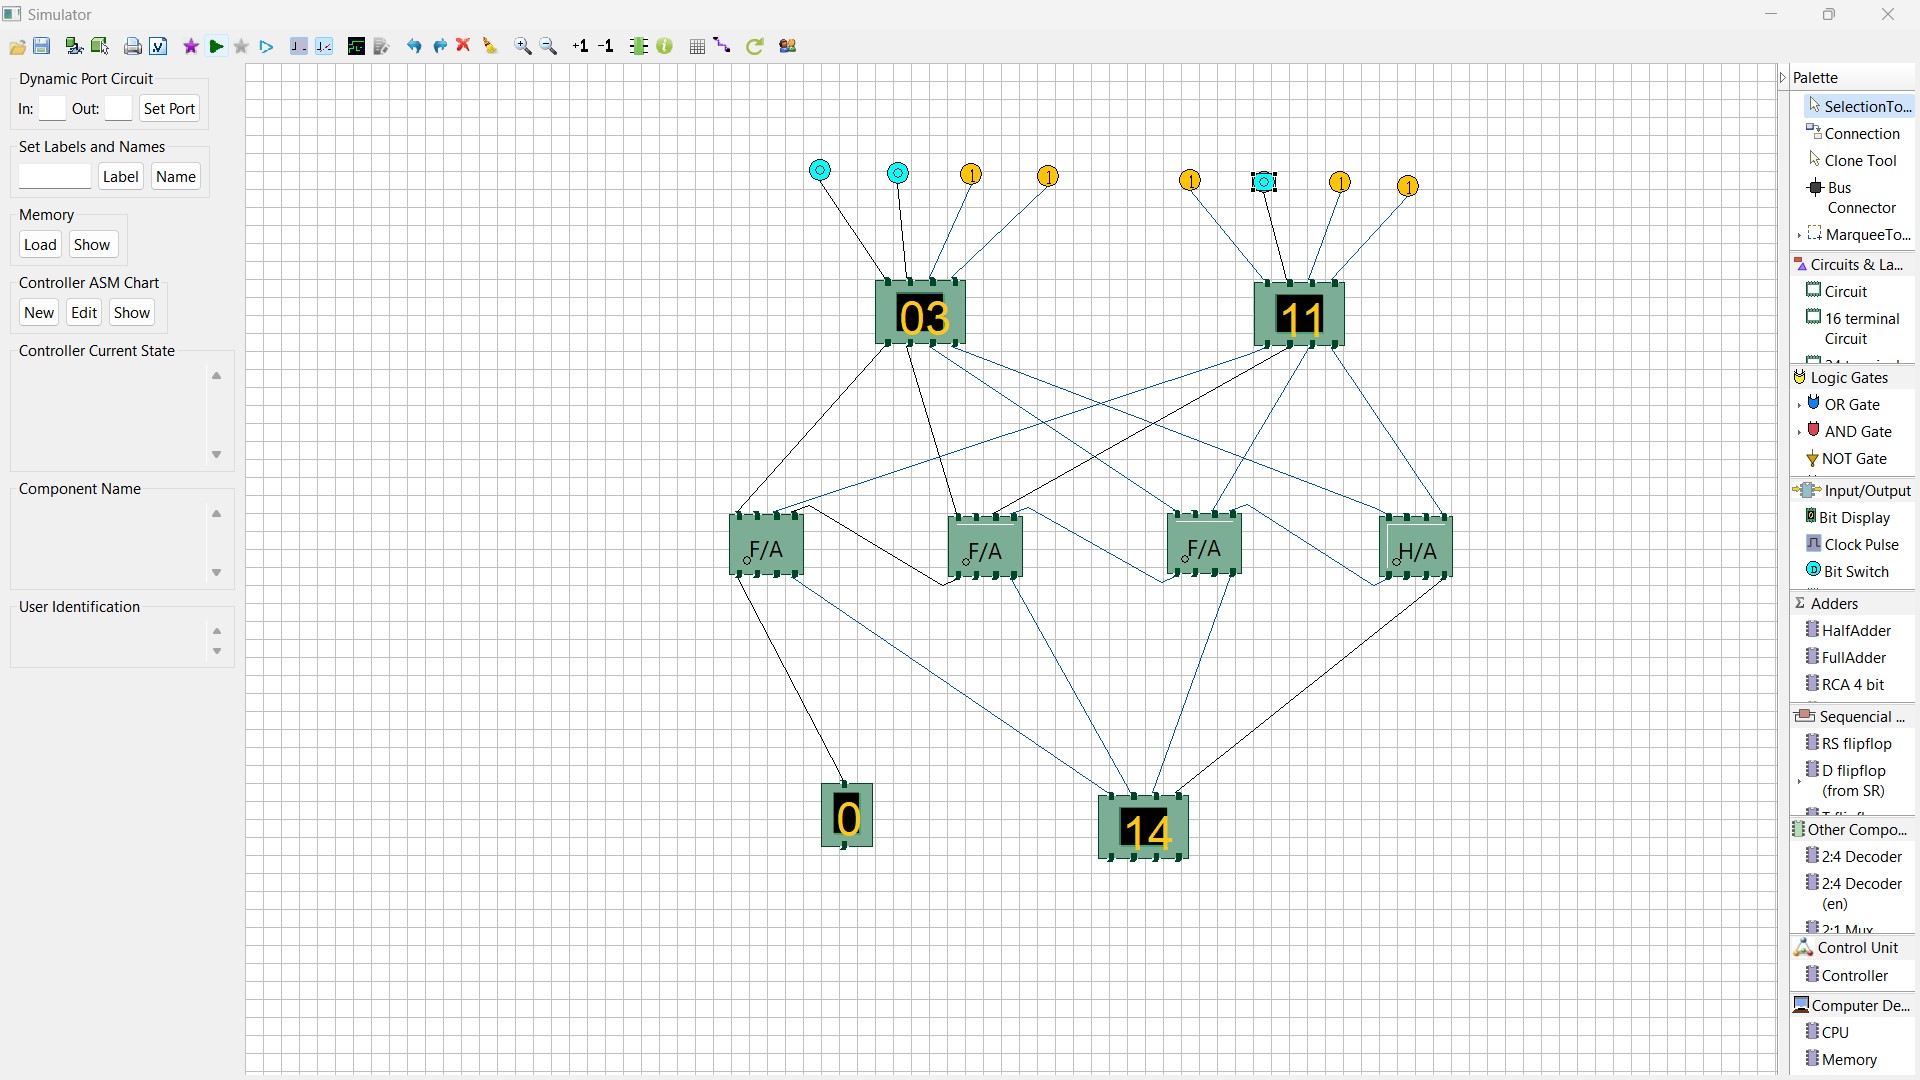 Simulator
+1 -1
Dynamic Port Circuit
In: Out: Set Port
Set Labels and Names
Label Name
Memory
Load Show
Controller ASM Chart
New Edit Show
Controller Current State
Component Name
User Identification
1 1 1 1 1
03 11
F/A F/A F/A H/A
0 14
Palette
SelectionTo...
Connection
Clone Tool
Bus
Connector
MarqueeTo...
Circuits & La...
Circuit
16 terminal
Circuit
Logic Gates
OR Gate
AND Gate
NOT Gate
Input/Output
Bit Display
Clock Pulse
Bit Switch
Adders
HalfAdder
FullAdder
RCA 4 bit
Sequencial ...
RS flipflop
D flipflop
(from SR)
Other Compo...
2:4 Decoder
2:4 Decoder
(en)
2:1 Mux
Control Unit
Controller
Computer De...
CPU
Memory